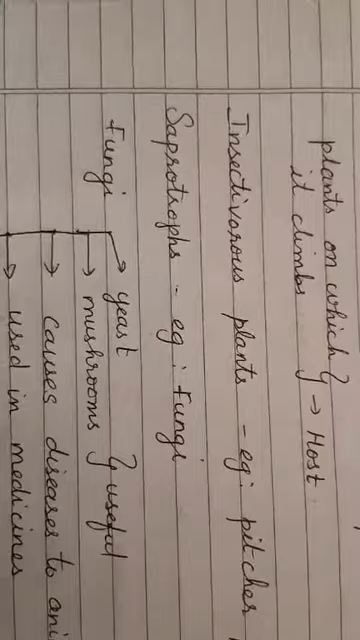 plants on which
it climbs } → Host
Insectivorous plants - eg: pitcher
Saprotrophs - eg: Fungi
Fungi → yeast
→ mushrooms } useful
→ causes diseases to ani
→ used in medicines